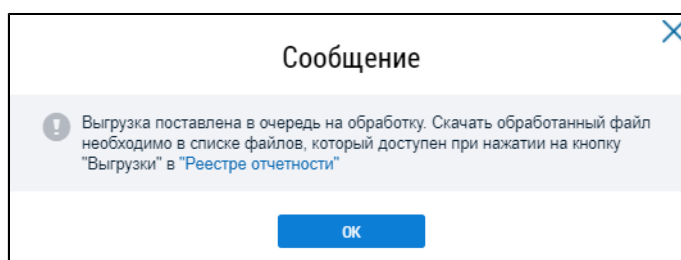 Сообщение
Выгрузка поставлена в очередь на обработку. Скачать обработанный файл
необходимо в списке файлов, который доступен при нажатии на кнопку
"Выгрузки" в "Реестре отчетности"
ОК